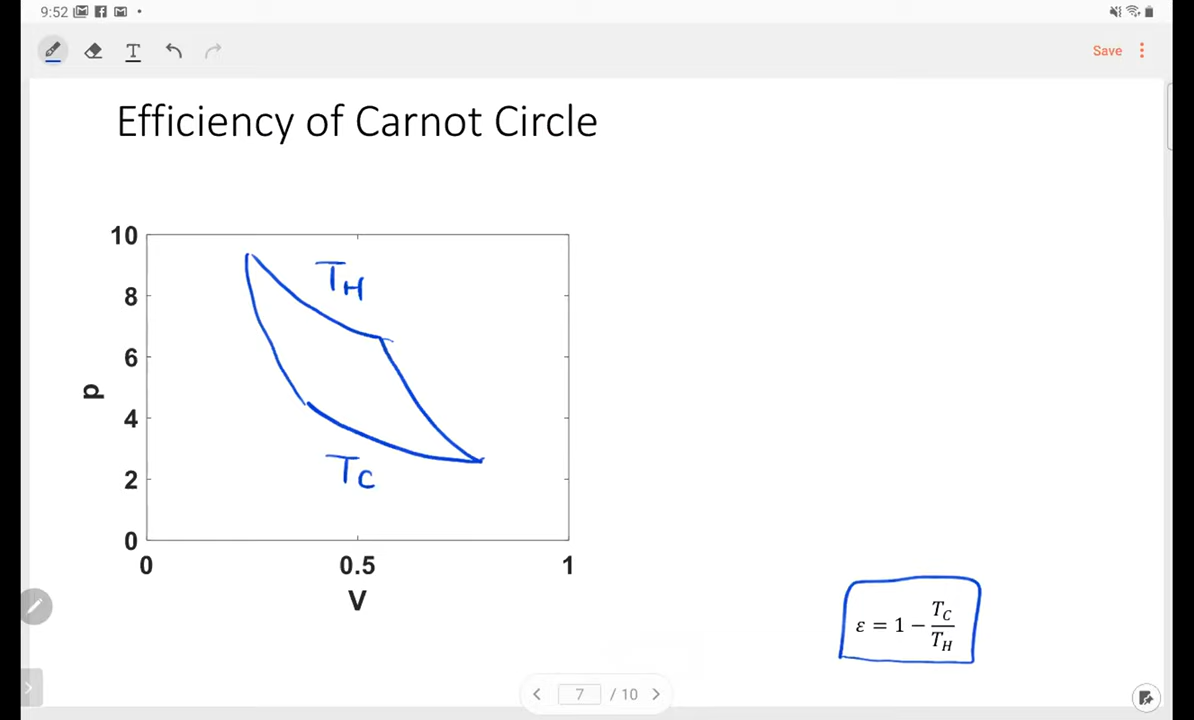 9:52
Save
Efficiency of Carnot Circle
10
8
6
4
2
0
p
T_H
T_C
0 0.5 1
V
ε = 1 − T_C/T_H
7 / 10